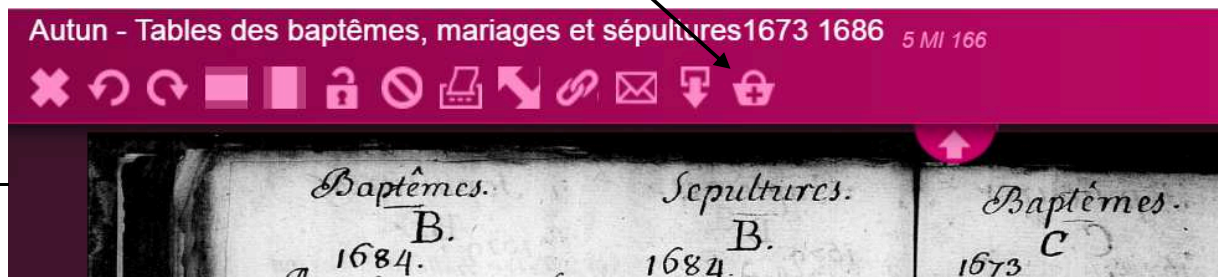 Autun - Tables des baptêmes, mariages et sépultures1673 1686 5 MI 166
Baptêmes. Sepultures. Baptêmes.
B. B. C
1684. 1684. 1673